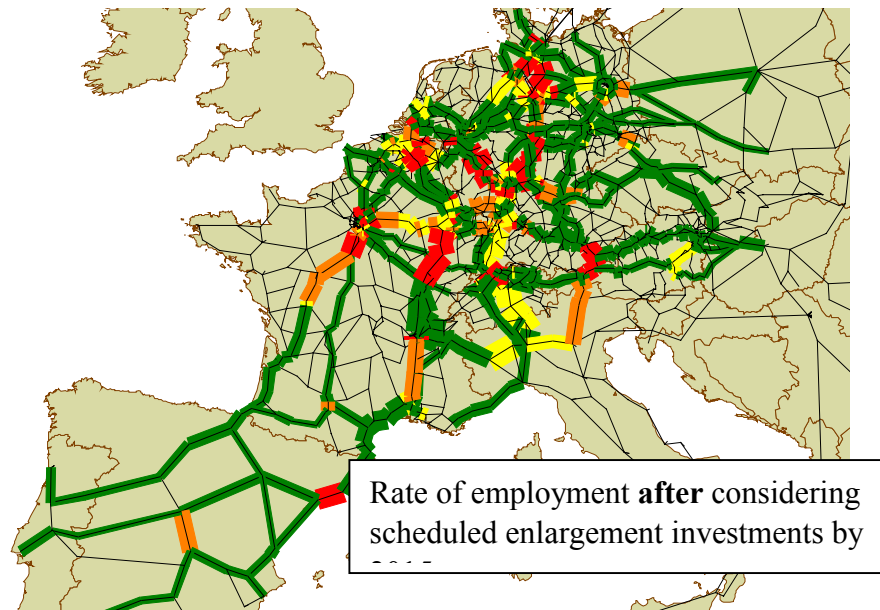 Rate of employment after considering
scheduled enlargement investments by